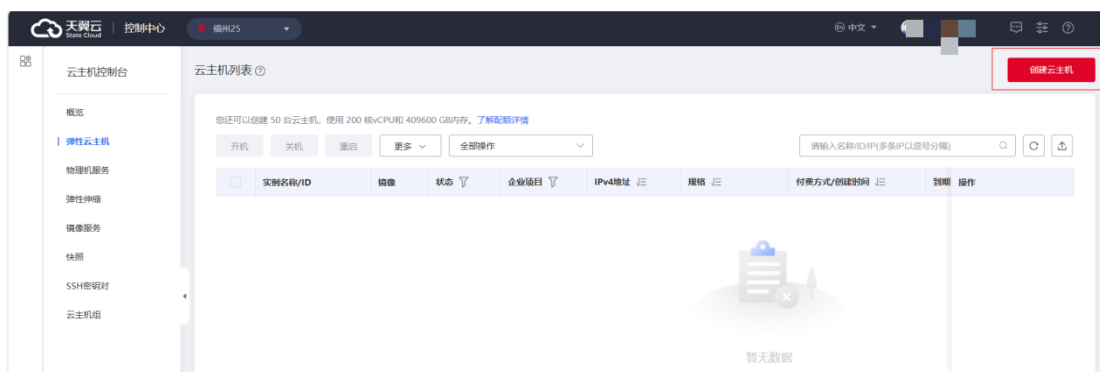 天翼云 State Cloud 控制中心 福州25 中文
云主机控制台
概览
弹性云主机
物理机服务
弹性伸缩
镜像服务
快照
SSH密钥对
云主机组
云主机列表 创建云主机
您还可以创建 50 台云主机，使用 200 核vCPU和 409600 GB内存。了解配额详情
开机 关机 重启 更多 全部操作 请输入名称/ID/IP(多条IP以逗号分隔)
实例名称/ID 镜像 状态 企业项目 IPv4地址 规格 付费方式/创建时间 到期 操作
暂无数据